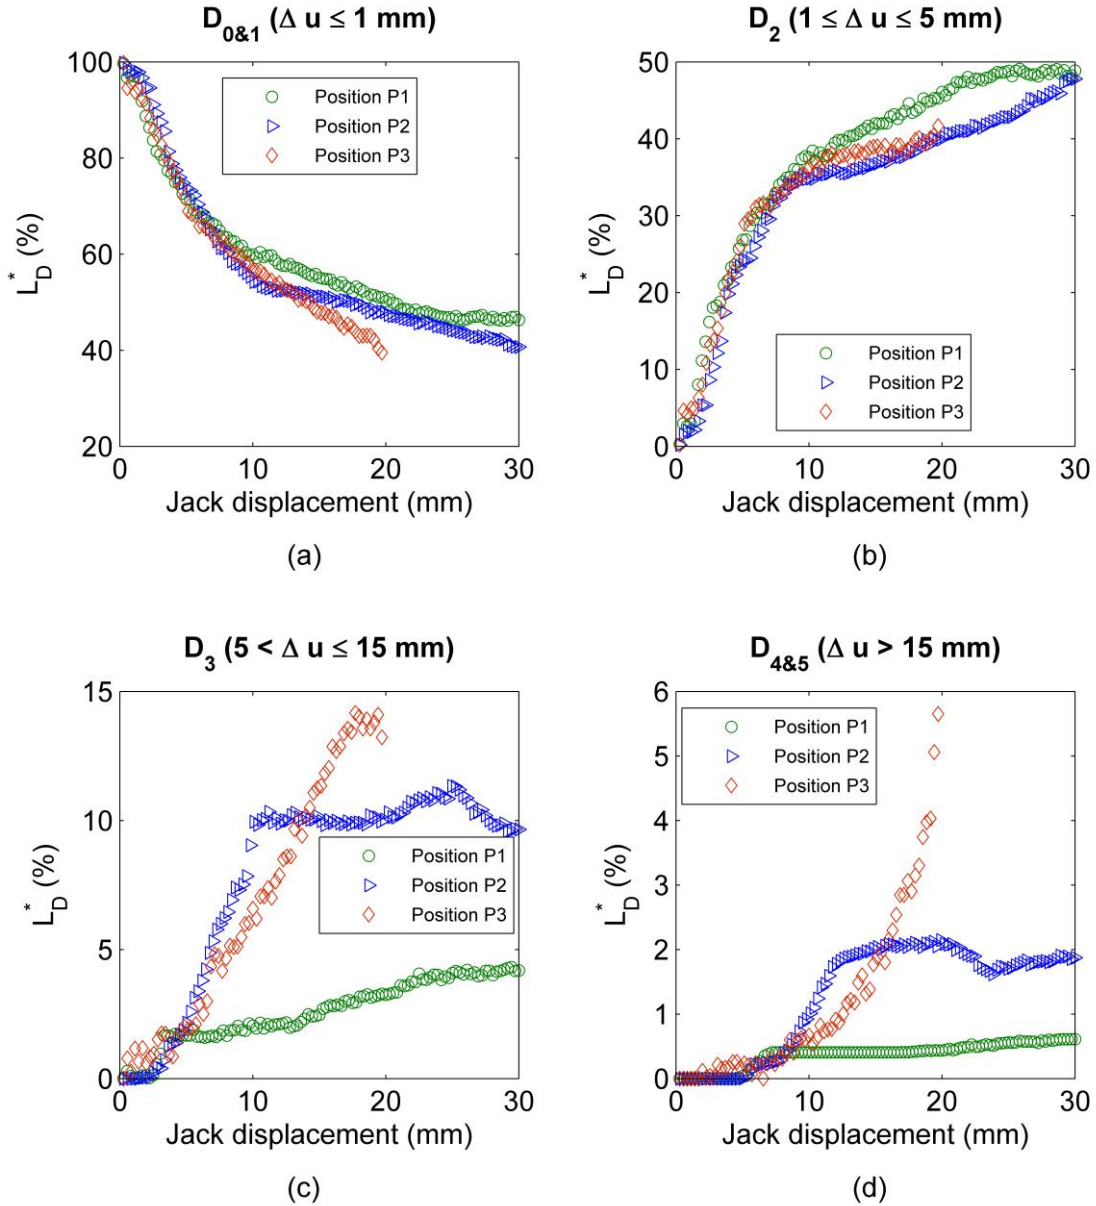 D0&1 (Δ u ≤ 1 mm)
100
80
60
40
20
L*D (%)
Position P1
Position P2
Position P3
0 10 20 30
Jack displacement (mm)
(a)
D2 (1 ≤ Δ u ≤ 5 mm)
50
40
30
20
10
0
L*D (%)
Position P1
Position P2
Position P3
0 10 20 30
Jack displacement (mm)
(b)
D3 (5 < Δ u ≤ 15 mm)
15
10
5
0
L*D (%)
Position P1
Position P2
Position P3
0 10 20 30
Jack displacement (mm)
(c)
D4&5 (Δ u > 15 mm)
6
5
4
3
2
1
0
L*D (%)
Position P1
Position P2
Position P3
0 10 20 30
Jack displacement (mm)
(d)